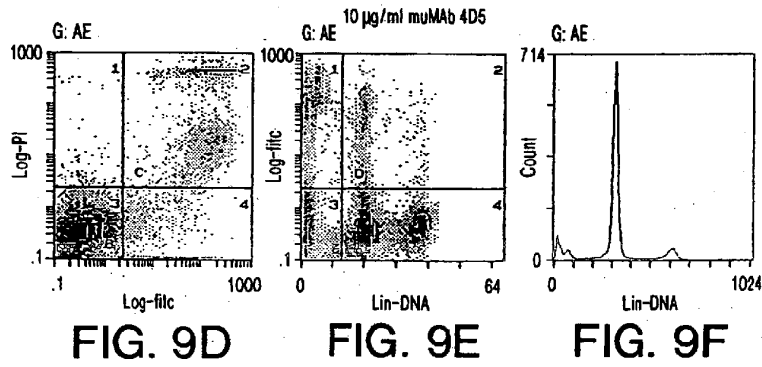 10 µg/ml muMAb 4D5
G: AE
1000
Log-PI
.1
1
2
C
3
4
.1
1000
Log-fitc
FIG. 9D
G: AE
1000
Log-fitc
.1
1
2
D
3
4
0
64
Lin-DNA
FIG. 9E
G: AE
714
Count
0
0
1024
Lin-DNA
FIG. 9F